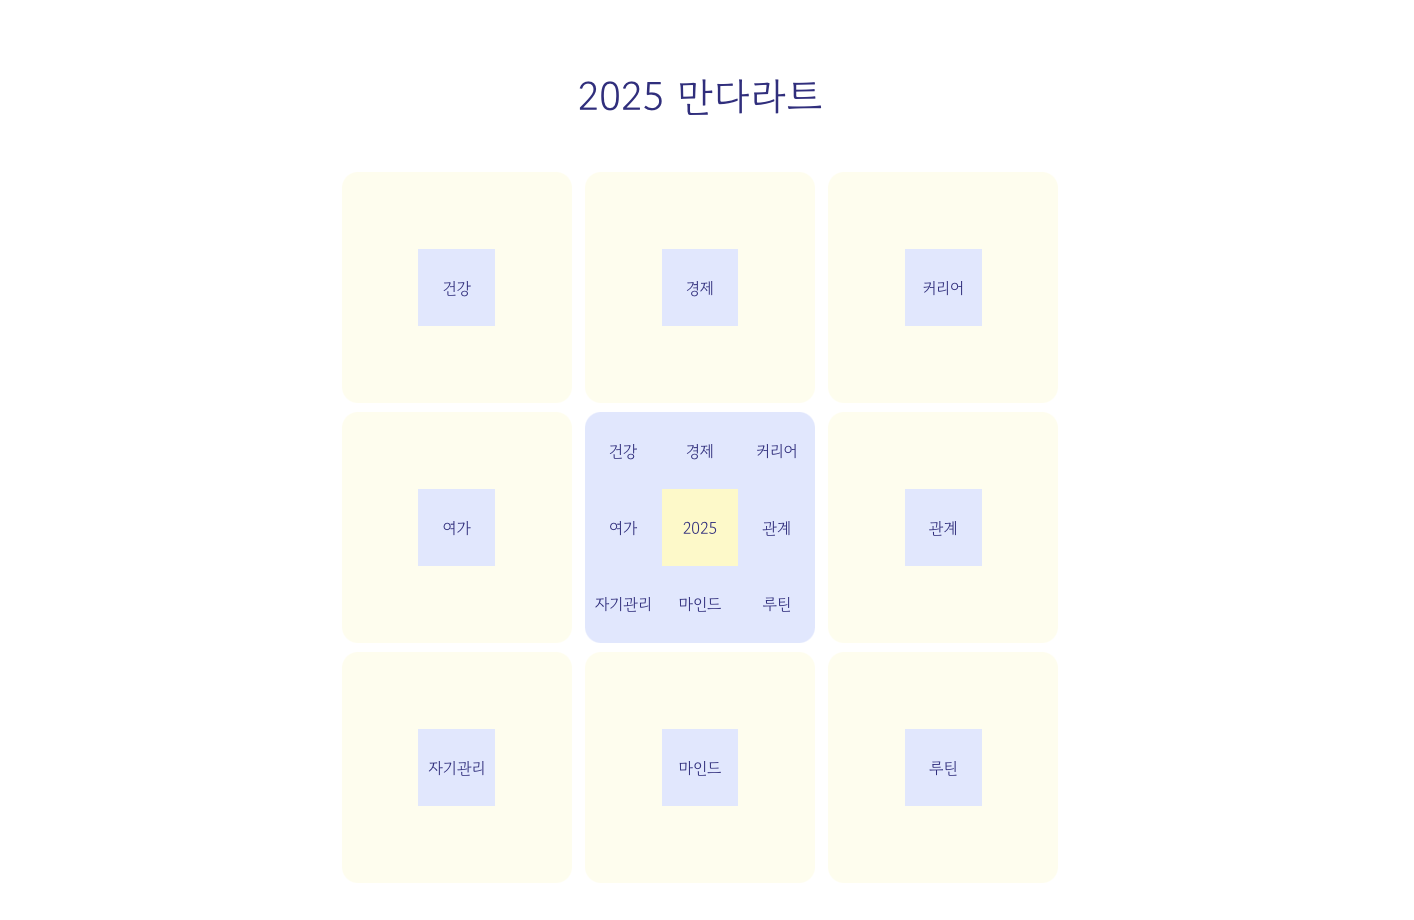 2025 만다라트
건강
경제
커리어
여가
건강 경제 커리어
여가 2025 관계
자기관리 마인드 루틴
관계
자기관리
마인드
루틴